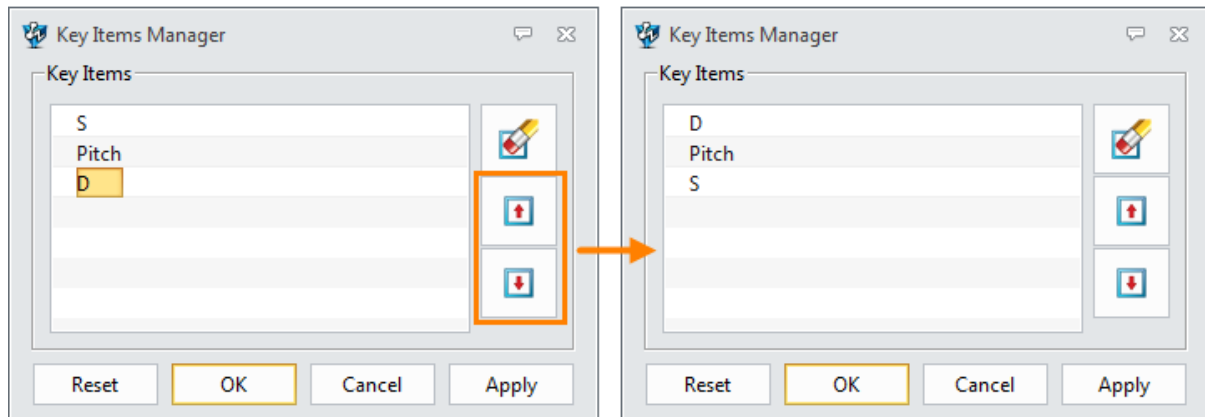 Key Items Manager
Key Items
S
Pitch
D
Reset OK Cancel Apply
Key Items Manager
Key Items
D
Pitch
S
Reset OK Cancel Apply